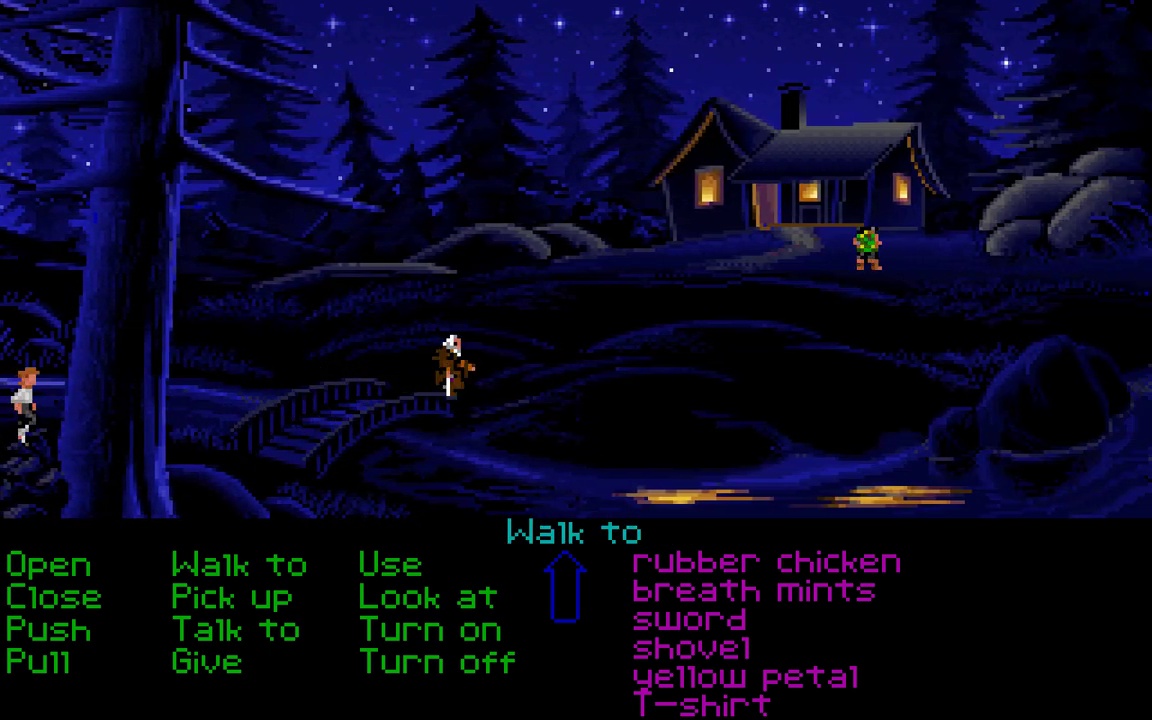 Walk to
Open Walk to Use
Close Pick up Look at
Push Talk to Turn on
Pull Give Turn off
rubber chicken
breath mints
sword
shovel
yellow petal
T-shirt